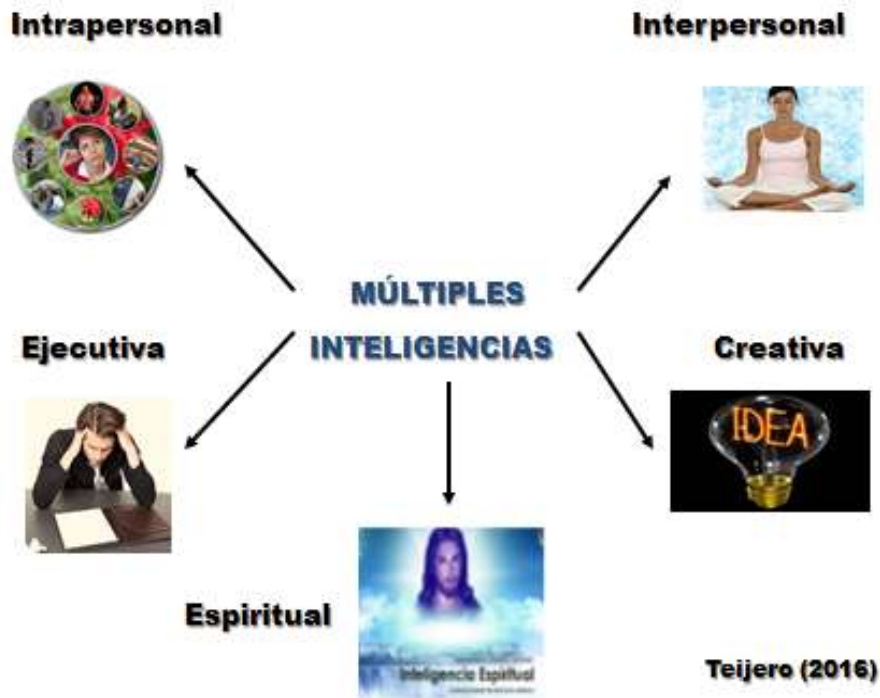 Intrapersonal
Interpersonal
MÚLTIPLES
INTELIGENCIAS
Ejecutiva
Creativa
IDEA
Espiritual
Inteligencia Espiritual
Teijero (2016)